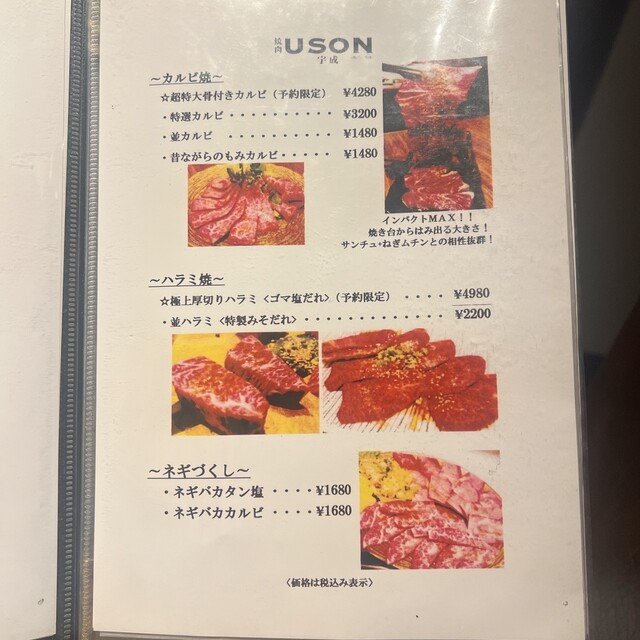 焼肉 USON
宇成
～カルビ焼～
☆超特大骨付きカルビ（予約限定） ¥4280
・特選カルビ ・・・・・・・・・・ ¥3200
・並カルビ ・・・・・・・・・・・ ¥1480
・昔ながらのもみカルビ・・・・・ ¥1480
インパクトMAX！！
焼き台からはみ出る大きさ！
サンチュ・ねぎムチンとの相性抜群！
～ハラミ焼～
☆極上厚切りハラミ〈ゴマ塩だれ〉（予約限定） ・・・・ ¥4980
・並ハラミ〈特製みそだれ〉・・・・・・・・・・・・・ ¥2200
～ネギづくし～
・ネギバカタン塩 ・・・・¥1680
・ネギバカカルビ ・・・・¥1680
〈価格は税込み表示〉